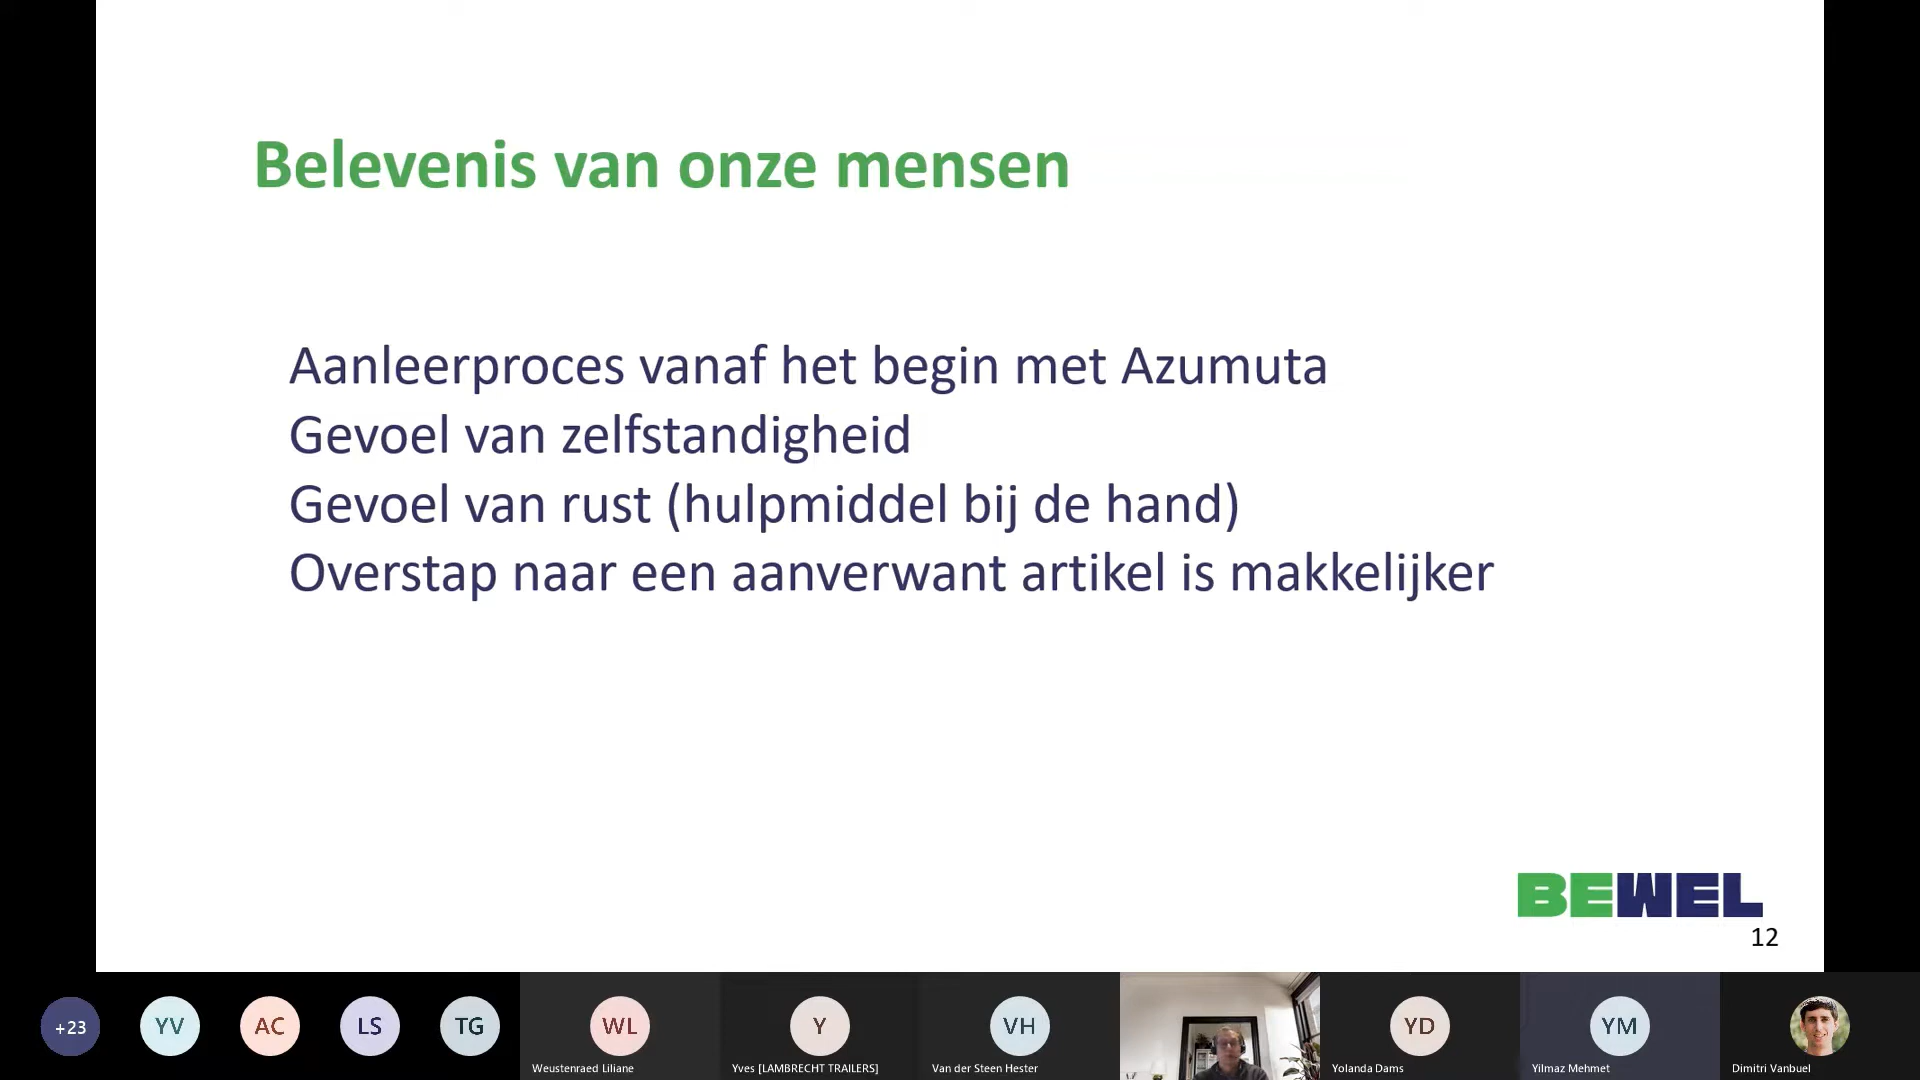 Belevenis van onze mensen
Aanleerproces vanaf het begin met Azumuta
Gevoel van zelfstandigheid
Gevoel van rust (hulpmiddel bij de hand)
Overstap naar een aanverwant artikel is makkelijker
BEWEL
12
+23
YV
AC
LS
TG
WL
Weustenraed Liliane
Y
Yves [LAMBRECHT TRAILERS]
VH
Van der Steen Hester
YD
Yolanda Dams
YM
Yilmaz Mehmet
Dimitri Vanbuel